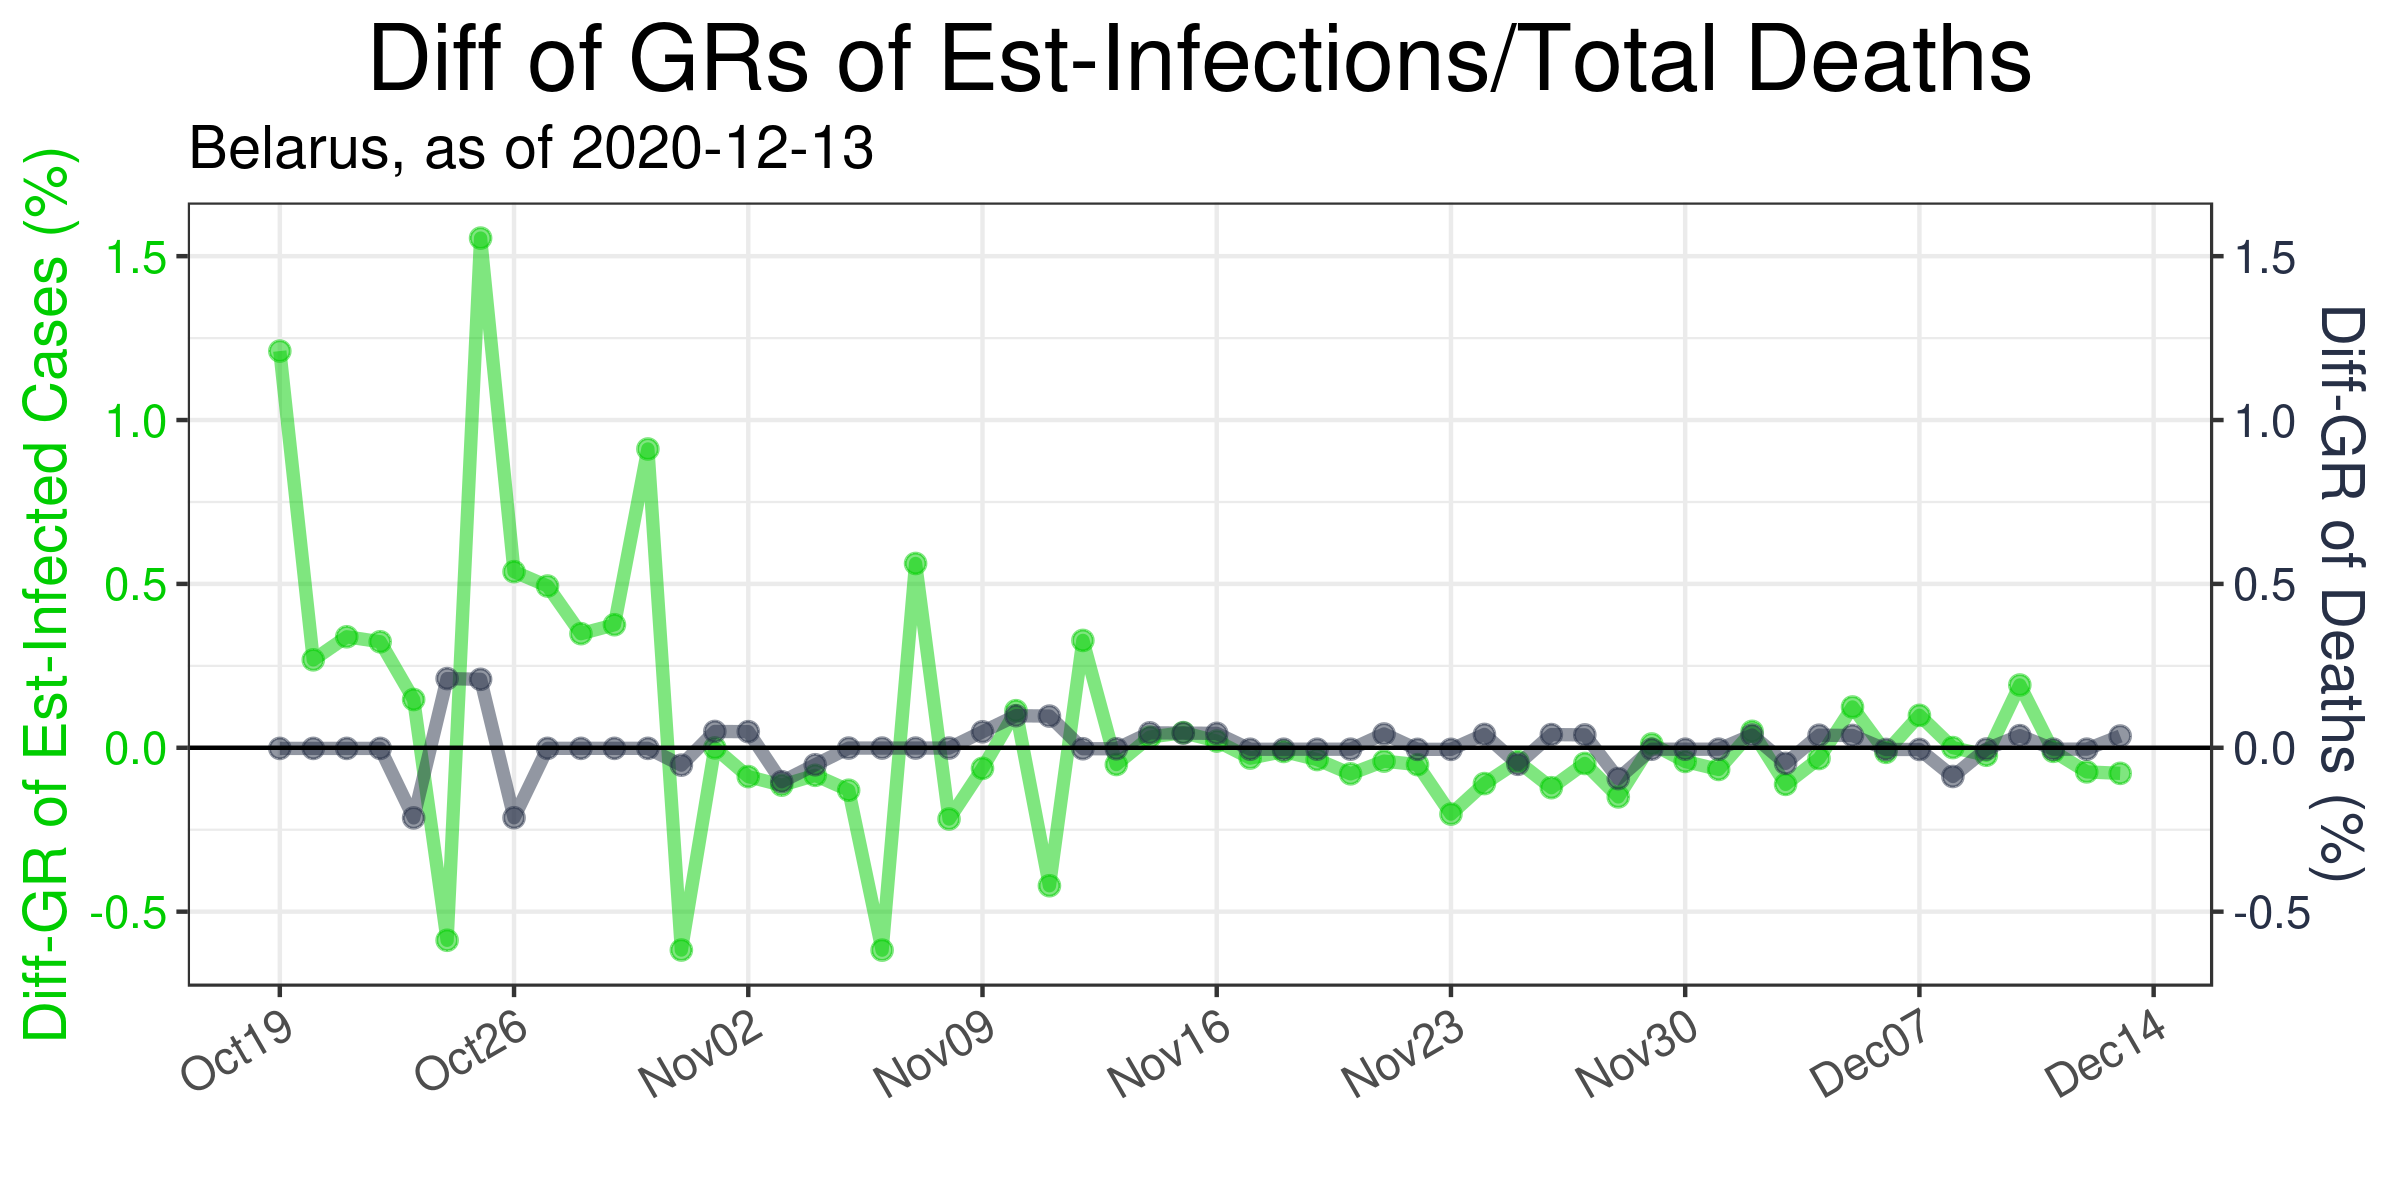 Diff of GRs of Est-Infections/Total Deaths
Belarus, as of 2020-12-13
Diff-GR of Est-Infected Cases (%)
1.5
1.0
0.5
0.0
-0.5
1.5
1.0
0.5
0.0
-0.5
Diff-GR of Deaths (%)
Oct19
Oct26
Nov02
Nov09
Nov16
Nov23
Nov30
Dec07
Dec14